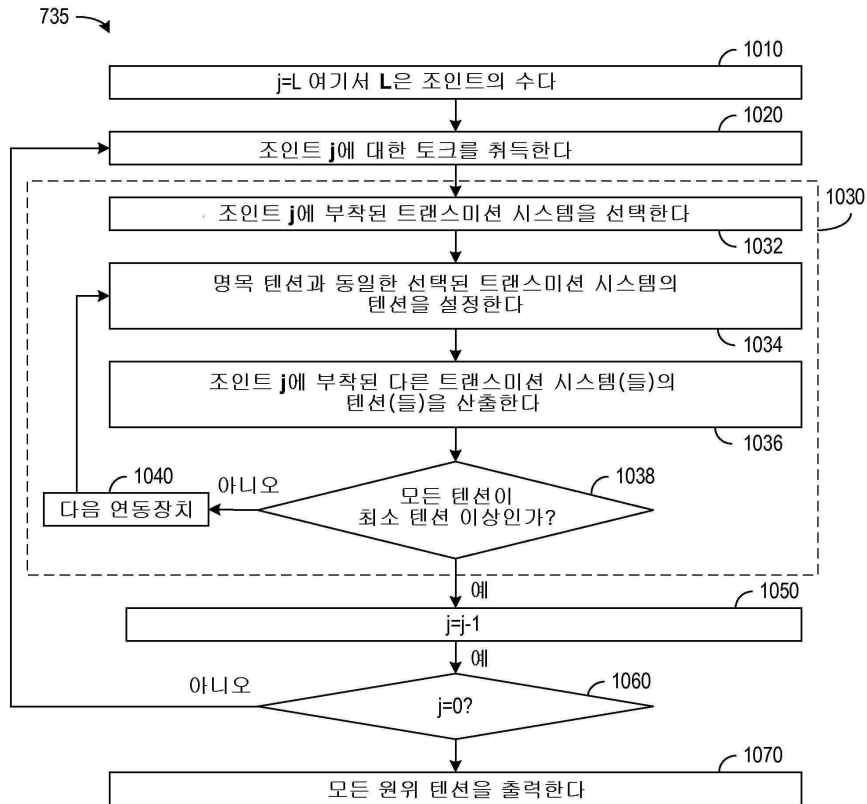 735
1010
j=L 여기서 L은 조인트의 수다
1020
조인트 j에 대한 토크를 취득한다
1030
조인트 j에 부착된 트랜스미션 시스템을 선택한다
1032
명목 텐션과 동일한 선택된 트랜스미션 시스템의
텐션을 설정한다
1034
조인트 j에 부착된 다른 트랜스미션 시스템(들)의
텐션(들)을 산출한다
1036
1040
아니오
1038
다음 연동장치
모든 텐션이
최소 텐션 이상인가?
예
1050
j=j-1
예
아니오
1060
j=0?
1070
모든 원위 텐션을 출력한다